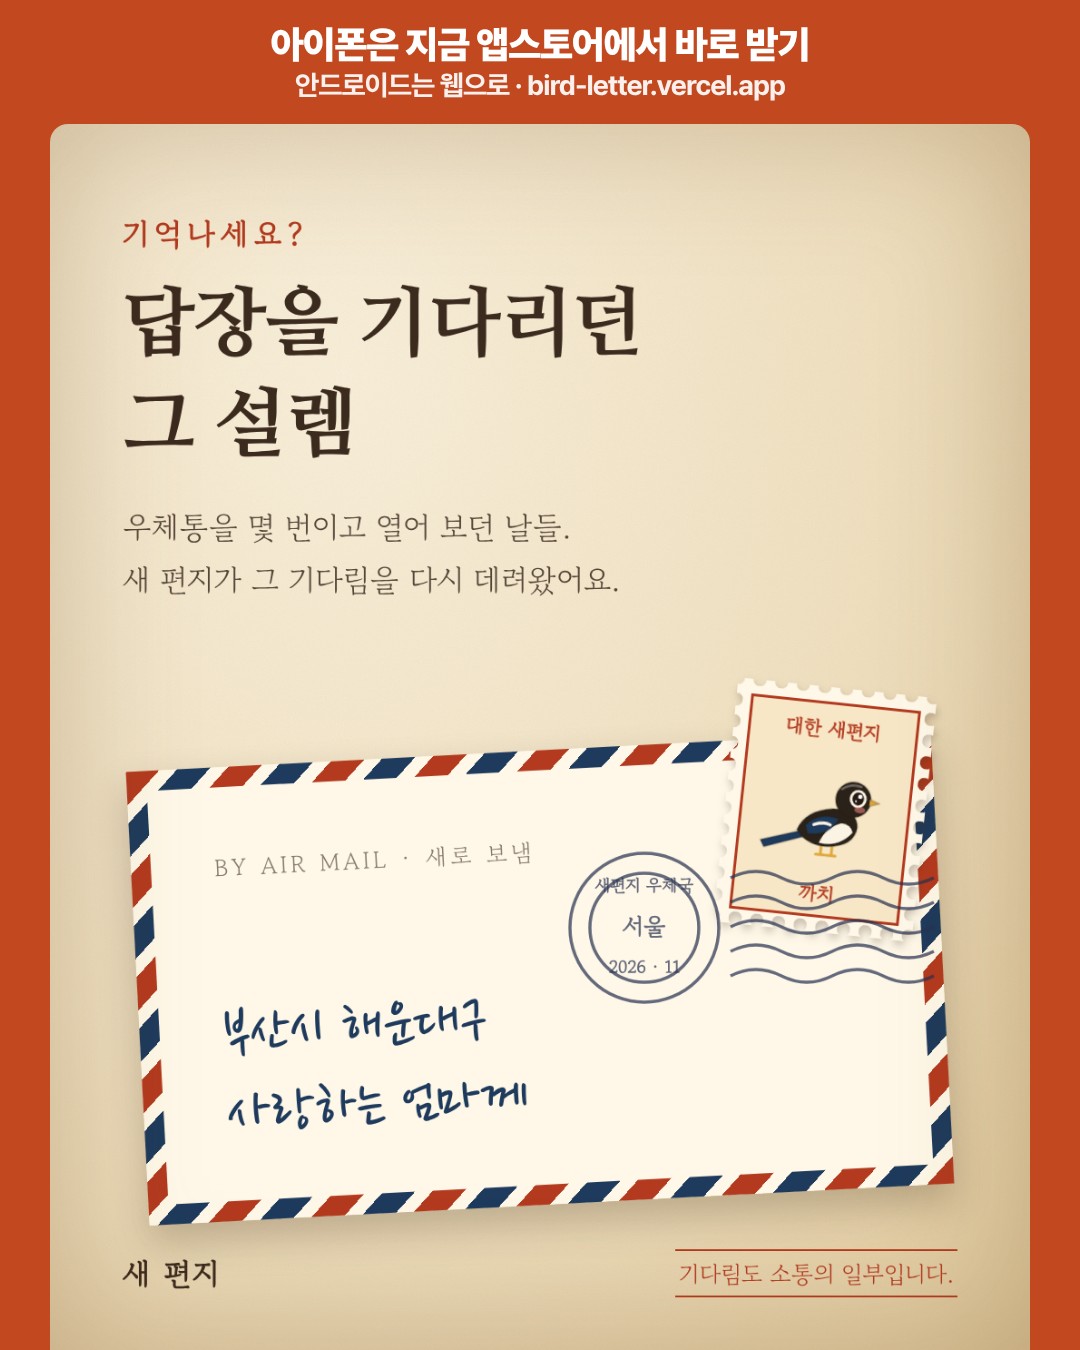 아이폰은 지금 앱스토어에서 바로 받기
안드로이드는 웹으로 · bird-letter.vercel.app
기억나세요?
답장을 기다리던
그 설렘
우체통을 몇 번이고 열어 보던 날들.
새 편지가 그 기다림을 다시 데려왔어요.
대한 새편지
까치
BY AIR MAIL · 새로 보냄
새편지 우체국
서울
2026 · 11
부산시 해운대구
사랑하는 엄마께
새 편지
기다림도 소통의 일부입니다.